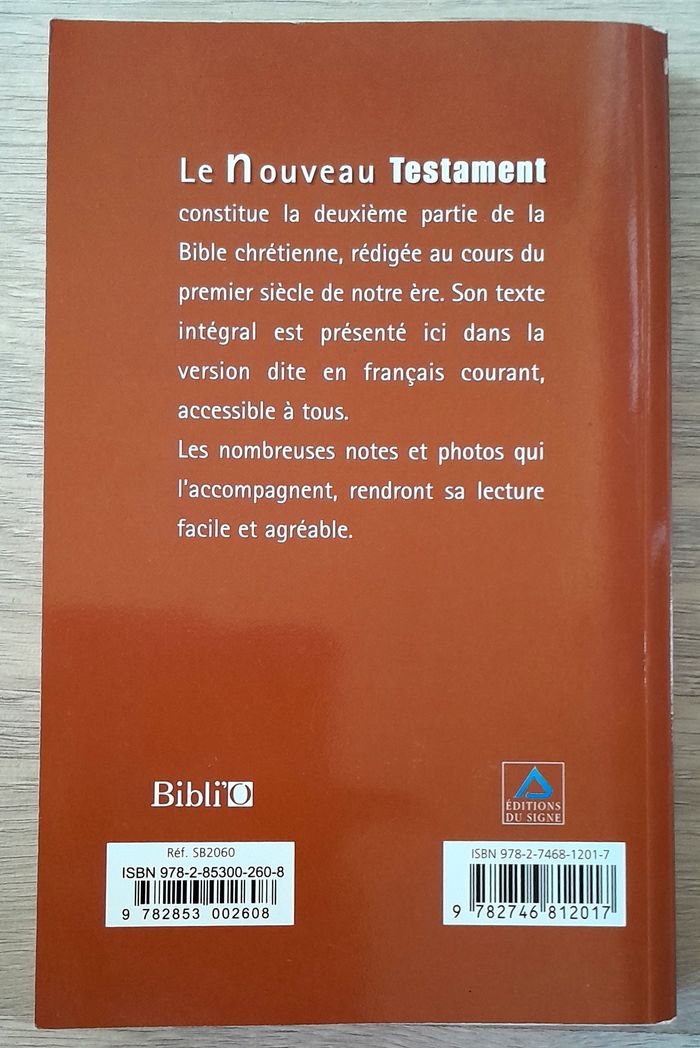 Le nouveau Testament
constitue la deuxième partie de la
Bible chrétienne, rédigée au cours du
premier siècle de notre ère. Son texte
intégral est présenté ici dans la
version dite en français courant,
accessible à tous.
Les nombreuses notes et photos qui
l'accompagnent, rendront sa lecture
facile et agréable.
Bibli'O
ÉDITIONS
DU SIGNE
Réf. SB2060
ISBN 978-2-85300-260-8
9 782853 002608
ISBN 978-2-7468-1201-7
9 782746 812017